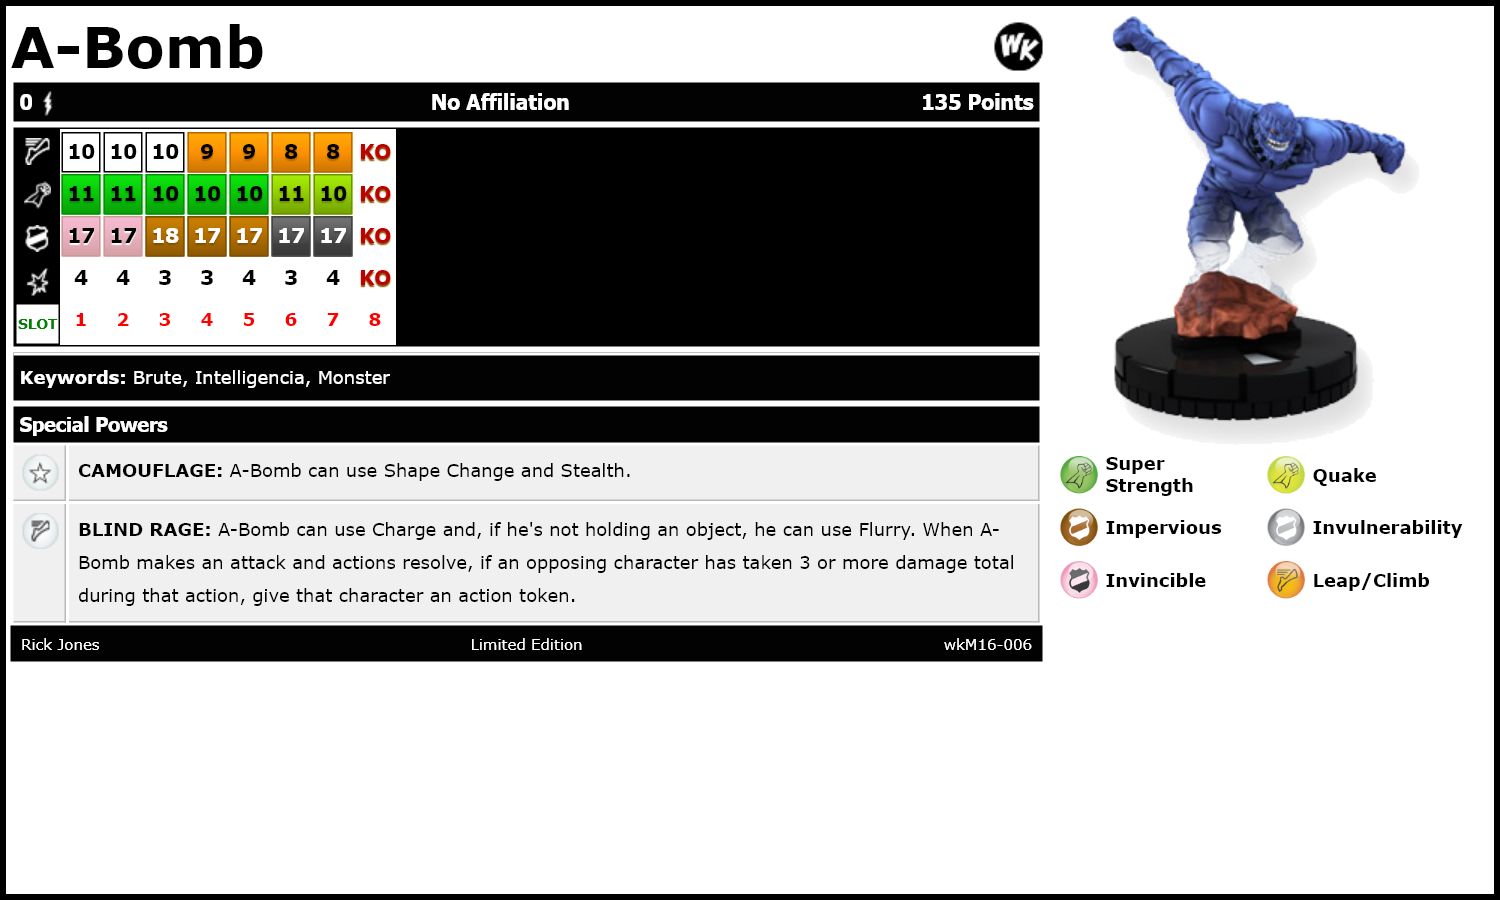 A-Bomb
WK
0 No Affiliation 135 Points
10 10 10 9 9 8 8 KO
11 11 10 10 10 11 10 KO
17 17 18 17 17 17 17 KO
4 4 3 3 4 3 4 KO
SLOT 1 2 3 4 5 6 7 8
Keywords: Brute, Intelligencia, Monster
Special Powers
CAMOUFLAGE: A-Bomb can use Shape Change and Stealth.
BLIND RAGE: A-Bomb can use Charge and, if he's not holding an object, he can use Flurry. When A-
Bomb makes an attack and actions resolve, if an opposing character has taken 3 or more damage total
during that action, give that character an action token.
Rick Jones Limited Edition wkM16-006
Super
Strength
Quake
Impervious
Invulnerability
Invincible
Leap/Climb